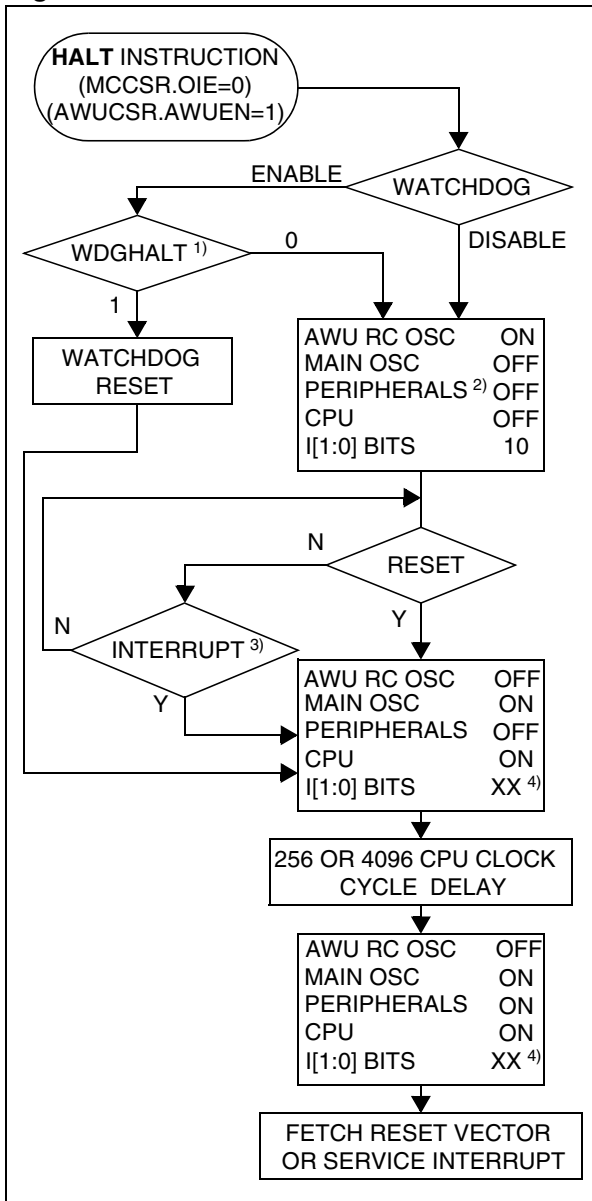 HALT INSTRUCTION
(MCCSR.OIE=0)
(AWUCSR.AWUEN=1)
ENABLE
WATCHDOG
WDGHALT 1)
0
DISABLE
1
WATCHDOG
RESET
AWU RC OSC ON
MAIN OSC OFF
PERIPHERALS 2) OFF
CPU OFF
I[1:0] BITS 10
N
RESET
N
INTERRUPT 3)
Y
Y
AWU RC OSC OFF
MAIN OSC ON
PERIPHERALS OFF
CPU ON
I[1:0] BITS XX 4)
256 OR 4096 CPU CLOCK
CYCLE DELAY
AWU RC OSC OFF
MAIN OSC ON
PERIPHERALS ON
CPU ON
I[1:0] BITS XX 4)
FETCH RESET VECTOR
OR SERVICE INTERRUPT